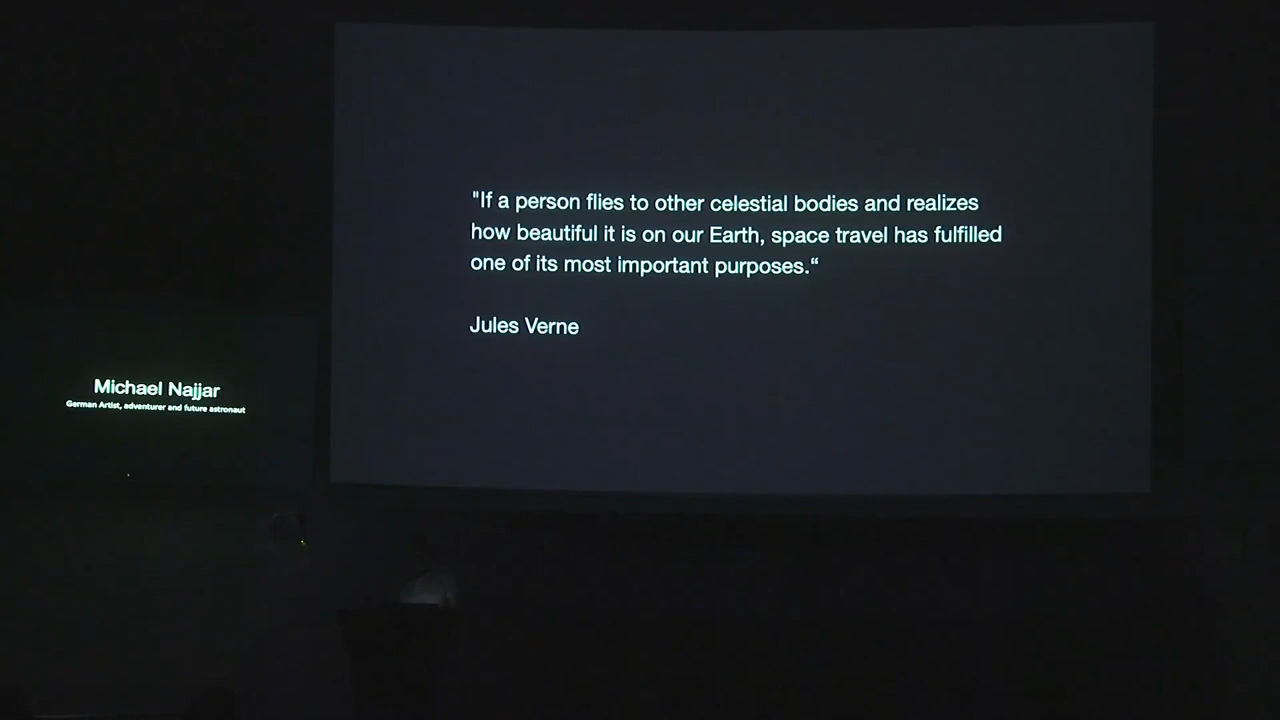 "If a person flies to other celestial bodies and realizes
how beautiful it is on our Earth, space travel has fulfilled
one of its most important purposes.“
Jules Verne
Michael Najjar
German Artist, adventurer and future astronaut